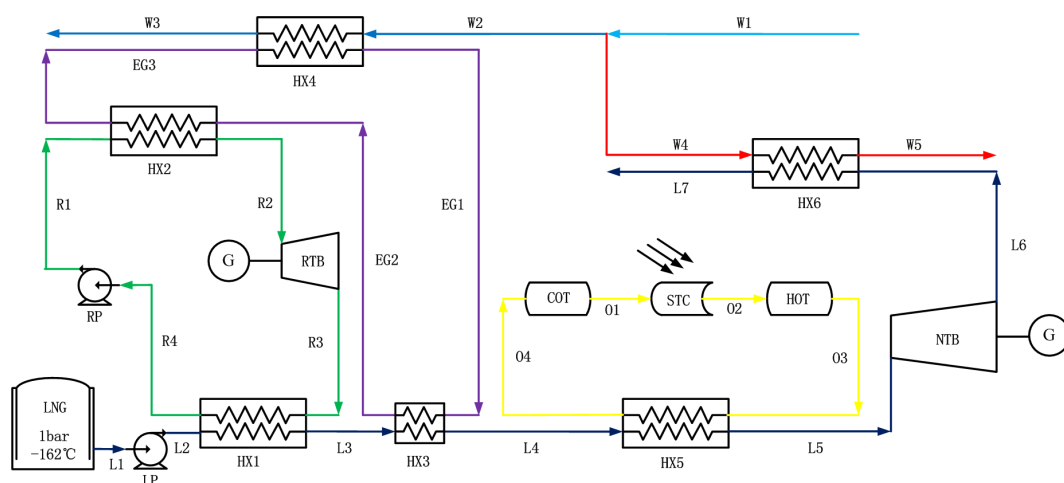 W3
W2
W1
EG3
HX4
HX2
W4
W5
L7
HX6
R1
R2
EG1
G
RTB
EG2
L6
RP
COT
O1
STC
O2
HOT
R4
R3
O4
O3
NTB
G
LNG
1bar
-162℃
L1
L2
LP
HX1
L3
HX3
L4
HX5
L5